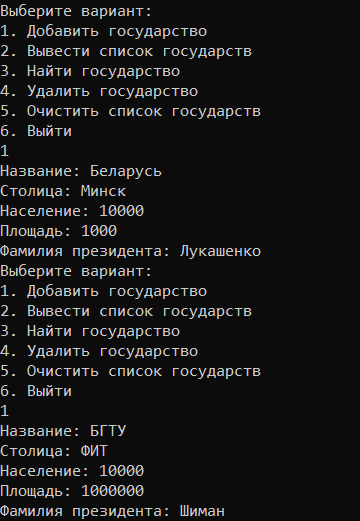 Выберите вариант:
1. Добавить государство
2. Вывести список государств
3. Найти государство
4. Удалить государство
5. Очистить список государств
6. Выйти
1
Название: Беларусь
Столица: Минск
Население: 10000
Площадь: 1000
Фамилия президента: Лукашенко
Выберите вариант:
1. Добавить государство
2. Вывести список государств
3. Найти государство
4. Удалить государство
5. Очистить список государств
6. Выйти
1
Название: БГТУ
Столица: ФИТ
Население: 10000
Площадь: 1000000
Фамилия президента: Шиман